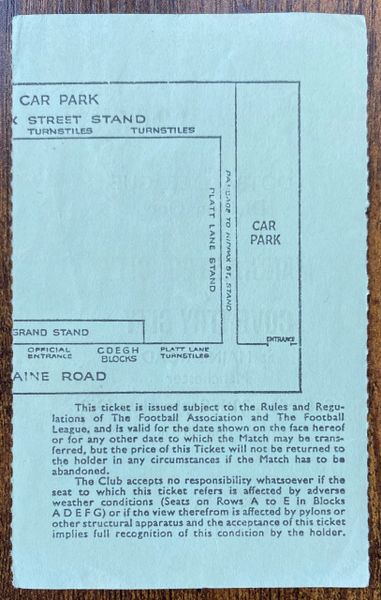 CAR PARK
K STREET STAND
TURNSTILES TURNSTILES
PLATT LANE STAND
PASSAGE TO KIPPAX ST. STAND
CAR
PARK
GRAND STAND
ENTRANCE
OFFICIAL
ENTRANCE
CDEGH
BLOCKS
PLATT LANE
TURNSTILES
AINE ROAD
This ticket is issued subject to the Rules and Regu-
lations of The Football Association and The Football
League, and is valid for the date shown on the face hereof
or for any other date to which the Match may be trans-
ferred, but the price of this Ticket will not be returned to
the holder in any circumstances if the Match has to be
abandoned.
The Club accepts no responsibility whatsoever if the
seat to which this ticket refers is affected by adverse
weather conditions (Seats on Rows A to E in Blocks
A D E F G) or if the view therefrom is affected by pylons or
other structural apparatus and the acceptance of this ticket
implies full recognition of this condition by the holder.